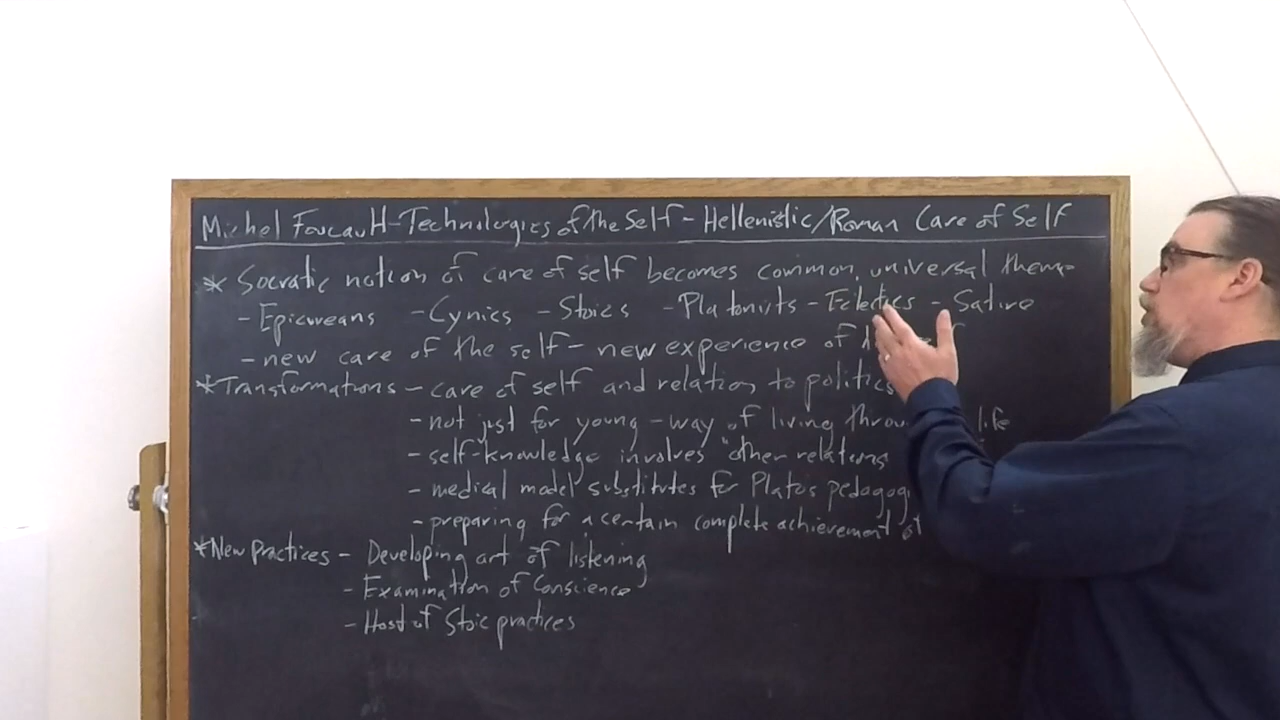 Michel Foucault - Technologies of the Self - Hellenistic/Roman Care of Self
* Socratic notion of care of self becomes common, universal theme
- Epicureans - Cynics - Stoics - Platonists - Eclectics - Satire
- new care of the self - new experience of
* Transformations - care of self and relation to politics
- not just for young - way of living life
- self-knowledge involves "other relations
- medical model substitutes for Plato's
- preparing for a certain complete achievement of
* New Practices - Developing art of listening
- Examination of Conscience
- Host of Stoic practices